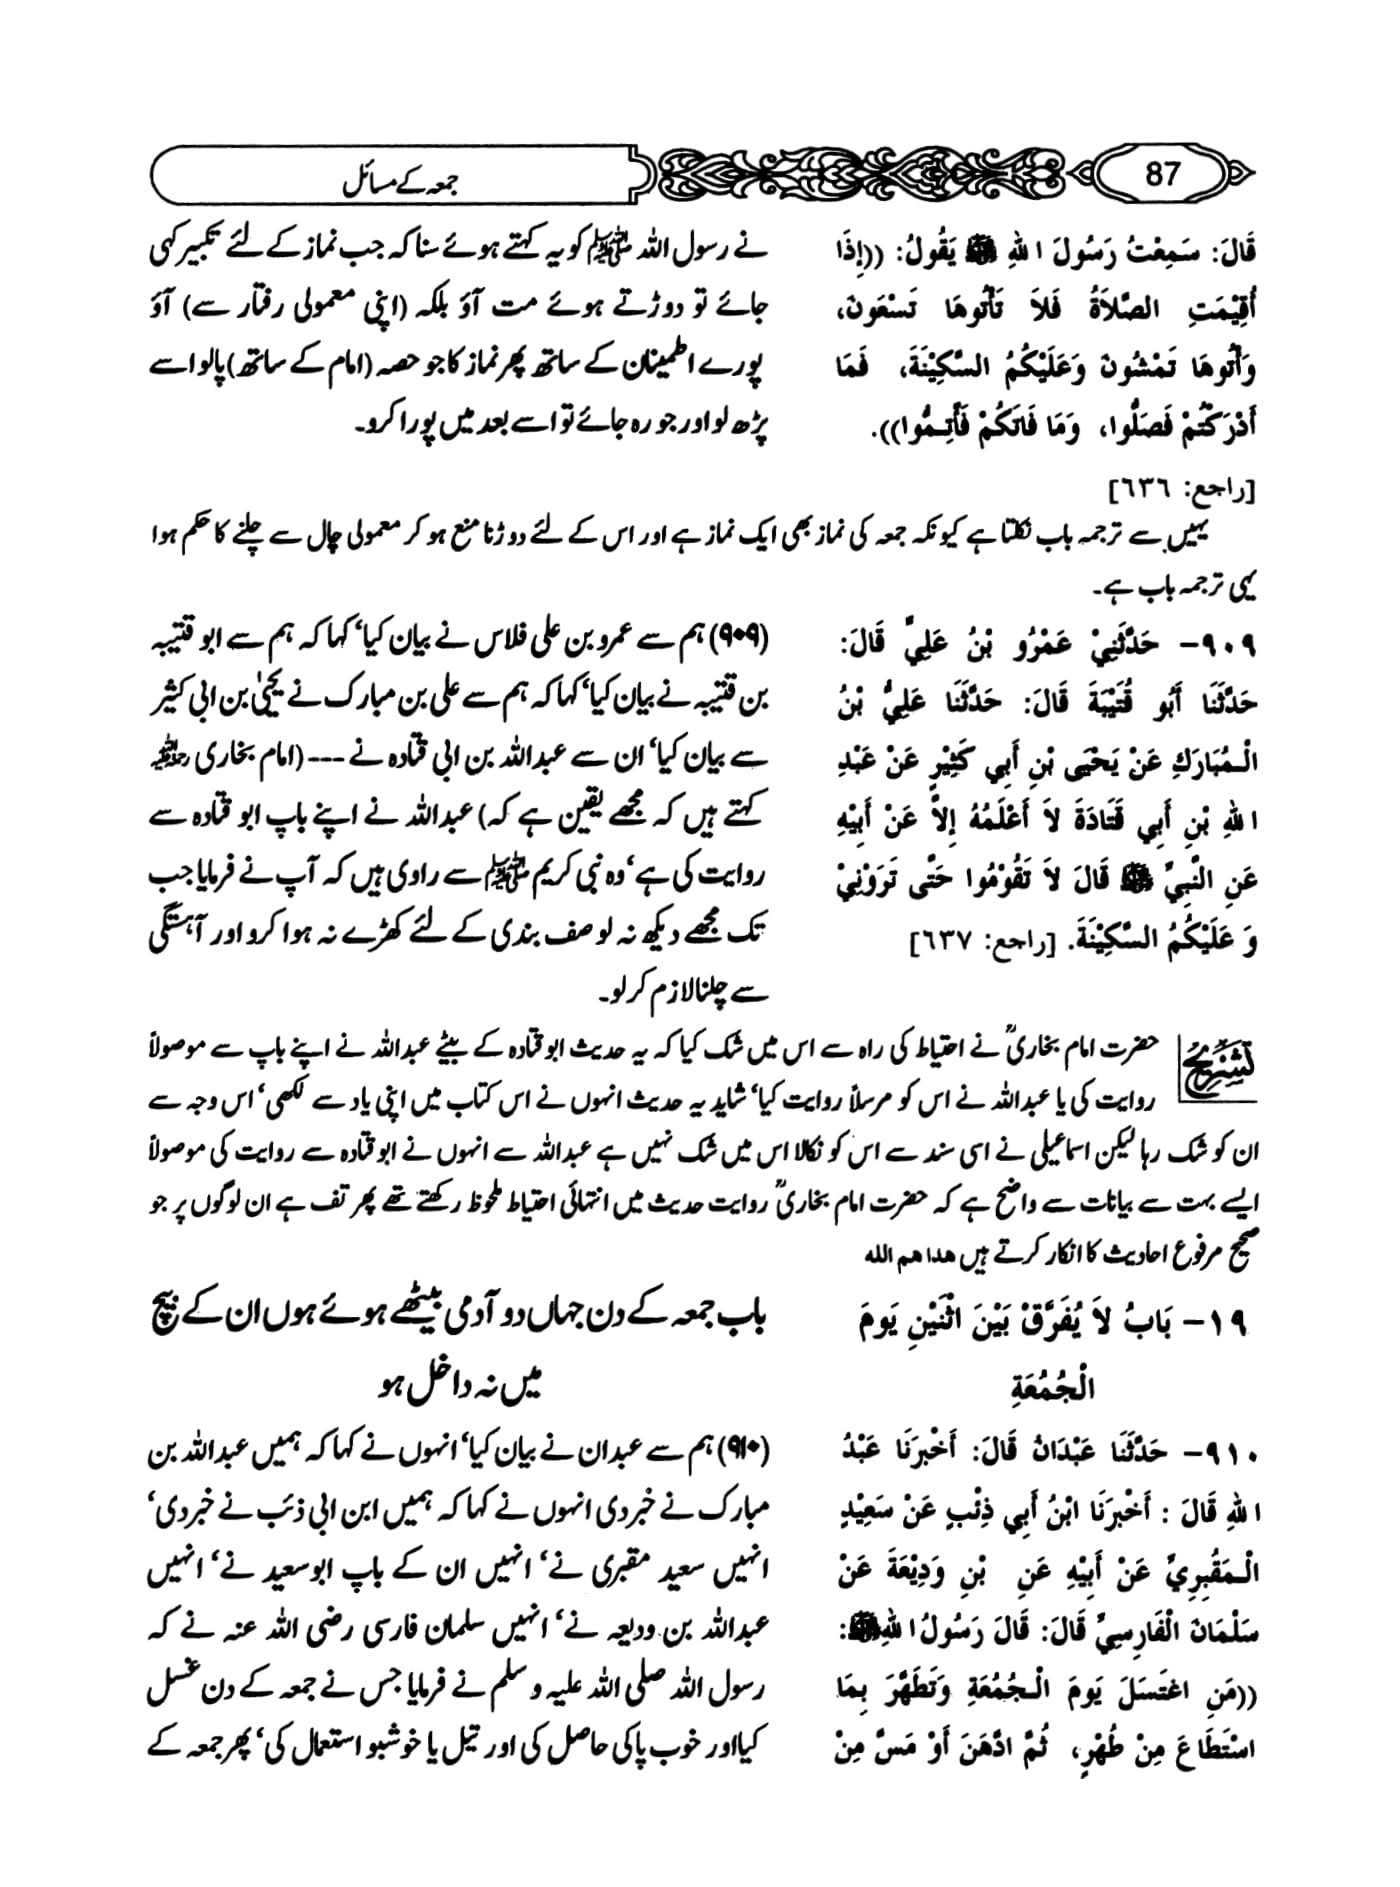 87
جمعہ کے مسائل
قَالَ: سَمِعْتُ رَسُولَ اللهِ ﷺ يَقُولُ: ((إِذَا
أُقِيْمَتِ الصَّلاَةُ فَلاَ تَأْتُوهَا تَسْعَونَ،
وَأْتُوهَا تَمْشُونَ وَعَلَيْكُمُ السَّكِيْنَةَ، فَمَا
أَدْرَكْتُمْ فَصَلُّوا، وَمَا فَاتَكُمْ فَأَتِمُّوا)).
[راجع: ٦٣٦]
نے رسول اللہ ﷺ کو یہ کہتے ہوئے سنا کہ جب نماز کے لئے تکبیر کہی
جائے تو دوڑتے ہوئے مت آؤ بلکہ (اپنی معمولی رفتار سے) آؤ
پورے اطمینان کے ساتھ پھر نماز کا جو حصہ (امام کے ساتھ) پالو اسے
پڑھ لو اور جو رہ جائے تو اسے بعد میں پورا کرو۔
یہیں سے ترجمہ باب نکلتا ہے کیونکہ جمعہ کی نماز بھی ایک نماز ہے اور اس کے لئے دوڑنا منع ہو کر معمولی چال سے چلنے کا حکم ہوا
یہی ترجمہ باب ہے۔
٩٠٩- حَدَّثَنِيْ عَمْرُو بْنُ عَلِيٍّ قَالَ:
حَدَّثَنَا أَبُو قُتَيْبَةَ قَالَ: حَدَّثَنَا عَلِيُّ بْنُ
الْمُبَارَكِ عَنْ يَحْيَى بْنِ أَبِي كَثِيْرٍ عَنْ عَبْدِ
اللهِ بْنِ أَبِي قَتَادَةَ لاَ أَعْلَمُهُ إِلاَّ عَنْ أَبِيْهِ
عَنِ النَّبِيِّ ﷺ قَالَ لاَ تَقُوْمُوا حَتَّى تَرَوْنِيْ
وَ عَلَيْكُمُ السَّكِيْنَةَ. [راجع: ٦٣٧]
(۹۰۹) ہم سے عمرو بن علی فلاس نے بیان کیا‘ کہا کہ ہم سے ابو قتیبہ
بن قتیبہ نے بیان کیا‘ کہا کہ ہم سے علی بن مبارک نے یحییٰ بن ابی کثیر
سے بیان کیا‘ ان سے عبداللہ بن ابی قتادہ نے --- (امام بخاری رحمہ اللہ
کہتے ہیں کہ مجھے یقین ہے کہ) عبداللہ نے اپنے باپ ابو قتادہ سے
روایت کی ہے‘ وہ نبی کریم ﷺ سے راوی ہیں کہ آپ نے فرمایا جب
تک مجھے دیکھ نہ لو صف بندی کے لئے کھڑے نہ ہوا کرو اور آہستگی
سے چلنا لازم کر لو۔
تشریح
حضرت امام بخاریؒ نے احتیاط کی راہ سے اس میں شک کیا کہ یہ حدیث ابو قتادہ کے بیٹے عبداللہ نے اپنے باپ سے موصولاً
روایت کی یا عبداللہ نے اس کو مرسلاً روایت کیا‘ شاید یہ حدیث انہوں نے اس کتاب میں اپنی یاد سے لکھی‘ اس وجہ سے
ان کو شک رہا لیکن اسماعیلی نے اسی سند سے اس کو نکالا اس میں شک نہیں ہے عبداللہ سے انہوں نے ابو قتادہ سے روایت کی موصولاً
ایسے بہت سے بیانات سے واضح ہے کہ حضرت امام بخاریؒ روایت حدیث میں انتہائی احتیاط ملحوظ رکھتے تھے پھر تف ہے ان لوگوں پر جو
صحیح مرفوع احادیث کا انکار کرتے ہیں هداهم الله
١٩- بَابُ لاَ يُفَرَّقْ بَيْنَ اثْنَيْنِ يَومَ
الْجُمُعَةِ
باب جمعہ کے دن جہاں دو آدمی بیٹھے ہوئے ہوں ان کے بیچ
میں نہ داخل ہو
٩١٠- حَدَّثَنَا عَبْدَانُ قَالَ: أَخْبَرَنَا عَبْدُ
اللهِ قَالَ : أَخْبَرَنَا ابْنُ أَبِي ذِئْبٍ عَنْ سَعِيْدٍ
الْمَقْبُرِيِّ عَنْ أَبِيْهِ عَنِ بْنِ وَدِيْعَةَ عَنْ
سَلْمَانَ الْفَارِسِيِّ قَالَ: قَالَ رَسُولُ اللهِ ﷺ:
((مَنِ اغْتَسَلَ يَومَ الْجُمُعَةِ وَتَطَهَّرَ بِمَا
اسْتَطَاعَ مِنْ طُهْرٍ، ثُمَّ ادَّهَنَ أَوْ مَسَّ مِنْ
(۹۱۰) ہم سے عبدان نے بیان کیا‘ انہوں نے کہا کہ ہمیں عبداللہ بن
مبارک نے خبر دی انہوں نے کہا کہ ہمیں ابن ابی ذئب نے خبر دی‘
انہیں سعید مقبری نے‘ انہیں ان کے باپ ابو سعید نے‘ انہیں
عبداللہ بن ودیعہ نے‘ انہیں سلمان فارسی رضی اللہ عنہ نے کہ
رسول اللہ صلی اللہ علیہ وسلم نے فرمایا جس نے جمعہ کے دن غسل
کیا اور خوب پاکی حاصل کی اور تیل یا خوشبو استعمال کی‘ پھر جمعہ کے